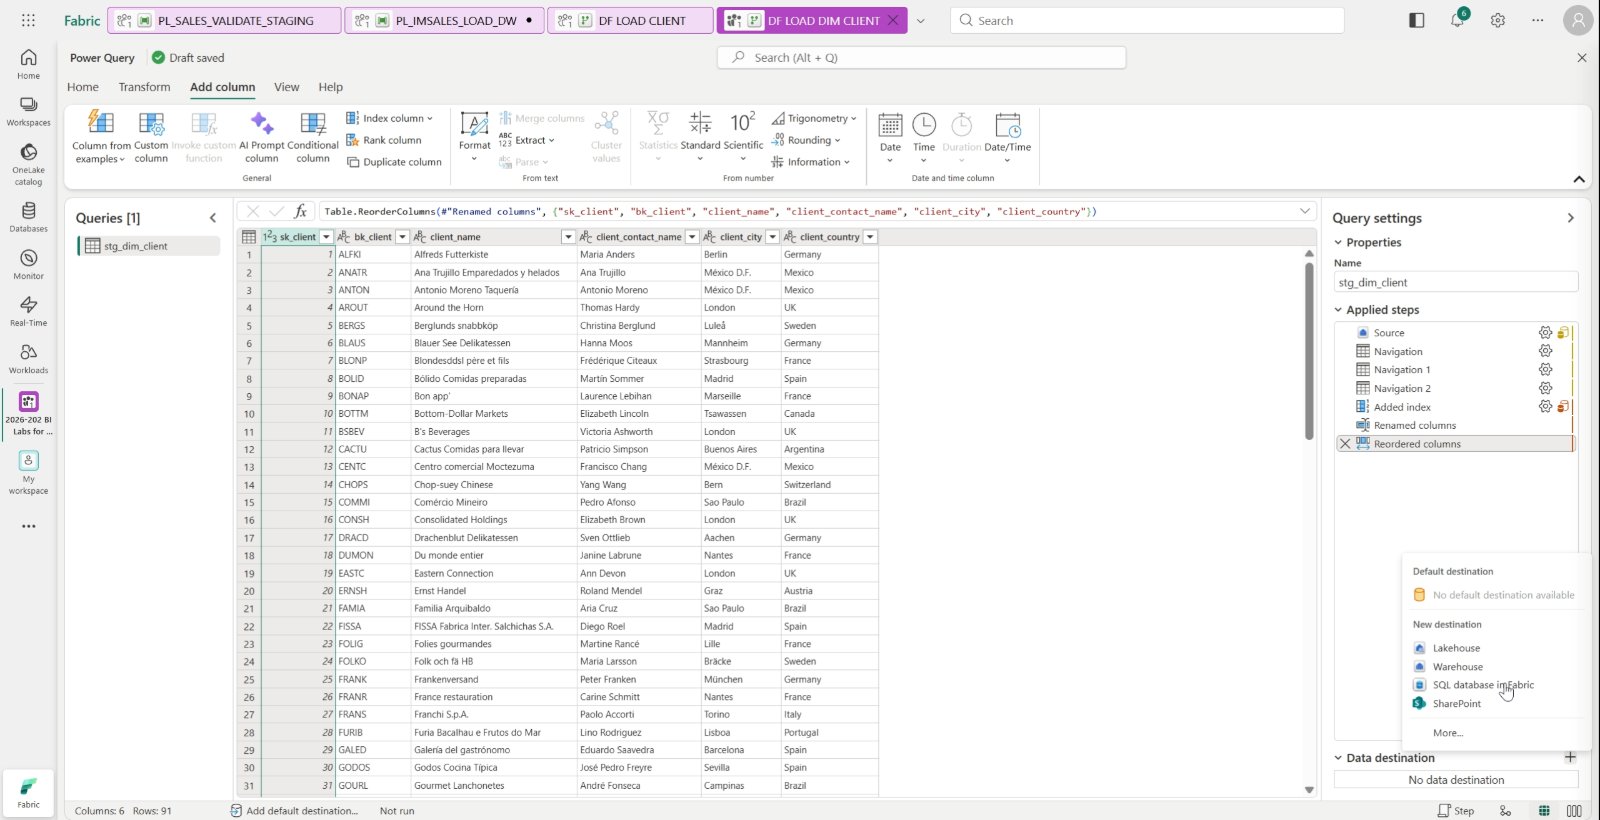 Fabric
PL_SALES_VALIDATE_STAGING
PL_IMSALES_LOAD_DW
DF LOAD CLIENT
DF LOAD DIM CLIENT
Search
6
Power Query
Draft saved
Search (Alt + Q)
Home
Transform
Add column
View
Help
Column from examples
Custom column
Invoke custom function
AI Prompt column
Conditional column
Index column
Rank column
Duplicate column
General
Format
Merge columns
Extract
Parse
Cluster values
From text
Statistics
Standard
Scientific
Trigonometry
Rounding
Information
From number
Date
Time
Duration
Date/Time
Date and time column
Home
Workspaces
OneLake catalog
Databases
Monitor
Real-Time
Workloads
2026-202 BI Labs for ...
My workspace
Fabric
Queries [1]
stg_dim_client
fx
Table.ReorderColumns(#"Renamed columns", {"sk_client", "bk_client", "client_name", "client_contact_name", "client_city", "client_country"})
sk_client bk_client client_name client_contact_name client_city client_country
1 1 ALFKI Alfreds Futterkiste Maria Anders Berlin Germany
2 2 ANATR Ana Trujillo Emparedados y helados Ana Trujillo México D.F. Mexico
3 3 ANTON Antonio Moreno Taquería Antonio Moreno México D.F. Mexico
4 4 AROUT Around the Horn Thomas Hardy London UK
5 5 BERGS Berglunds snabbköp Christina Berglund Luleå Sweden
6 6 BLAUS Blauer See Delikatessen Hanna Moos Mannheim Germany
7 7 BLONP Blondesddsl père et fils Frédérique Citeaux Strasbourg France
8 8 BOLID Bólido Comidas preparadas Martín Sommer Madrid Spain
9 9 BONAP Bon app' Laurence Lebihan Marseille France
10 10 BOTTM Bottom-Dollar Markets Elizabeth Lincoln Tsawassen Canada
11 11 BSBEV B's Beverages Victoria Ashworth London UK
12 12 CACTU Cactus Comidas para llevar Patricio Simpson Buenos Aires Argentina
13 13 CENTC Centro comercial Moctezuma Francisco Chang México D.F. Mexico
14 14 CHOPS Chop-suey Chinese Yang Wang Bern Switzerland
15 15 COMMI Comércio Mineiro Pedro Afonso Sao Paulo Brazil
16 16 CONSH Consolidated Holdings Elizabeth Brown London UK
17 17 DRACD Drachenblut Delikatessen Sven Ottlieb Aachen Germany
18 18 DUMON Du monde entier Janine Labrune Nantes France
19 19 EASTC Eastern Connection Ann Devon London UK
20 20 ERNSH Ernst Handel Roland Mendel Graz Austria
21 21 FAMIA Familia Arquibaldo Aria Cruz Sao Paulo Brazil
22 22 FISSA FISSA Fabrica Inter. Salchichas S.A. Diego Roel Madrid Spain
23 23 FOLIG Folies gourmandes Martine Rancé Lille France
24 24 FOLKO Folk och fä HB Maria Larsson Bräcke Sweden
25 25 FRANK Frankenversand Peter Franken München Germany
26 26 FRANR France restauration Carine Schmitt Nantes France
27 27 FRANS Franchi S.p.A. Paolo Accorti Torino Italy
28 28 FURIB Furia Bacalhau e Frutos do Mar Lino Rodriguez Lisboa Portugal
29 29 GALED Galería del gastrónomo Eduardo Saavedra Barcelona Spain
30 30 GODOS Godos Cocina Típica José Pedro Freyre Sevilla Spain
31 31 GOURL Gourmet Lanchonetes André Fonseca Campinas Brazil
Query settings
Properties
Name
stg_dim_client
Applied steps
Source
Navigation
Navigation 1
Navigation 2
Added index
Renamed columns
Reordered columns
Default destination
No default destination available
New destination
Lakehouse
Warehouse
SQL database in Fabric
SharePoint
More...
Data destination
No data destination
Columns: 6 Rows: 91
Add default destination...
Not run
Step